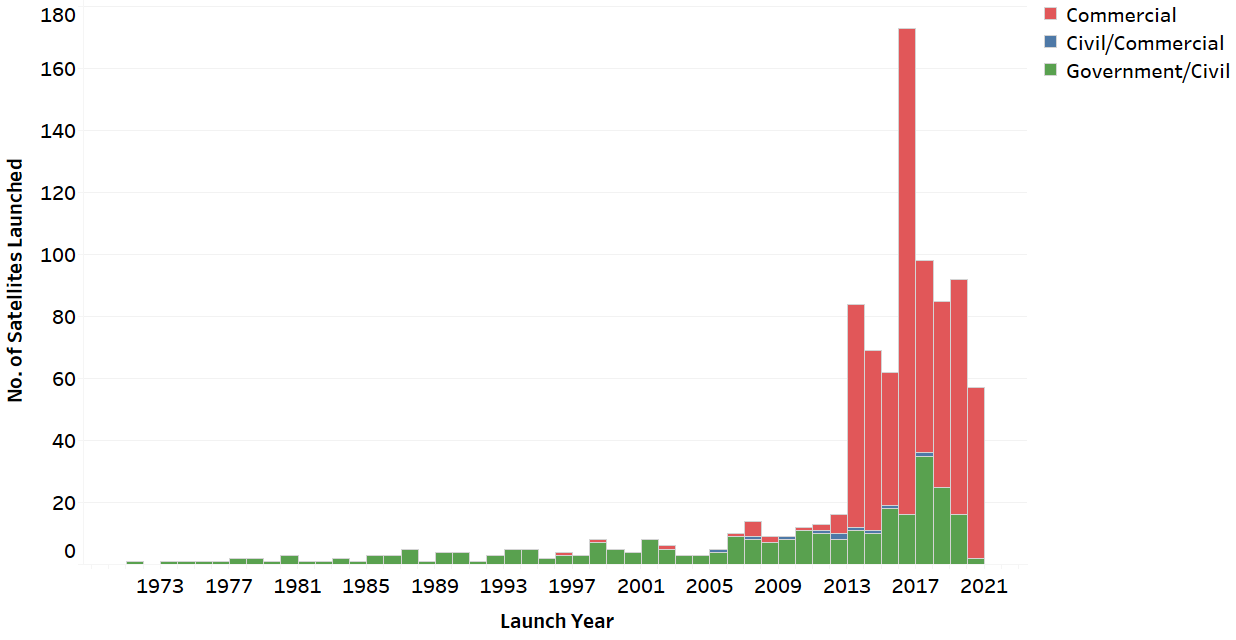 180
160
140
120
100
80
60
40
20
0
No. of Satellites Launched
1973 1977 1981 1985 1989 1993 1997 2001 2005 2009 2013 2017 2021
Launch Year
Commercial
Civil/Commercial
Government/Civil